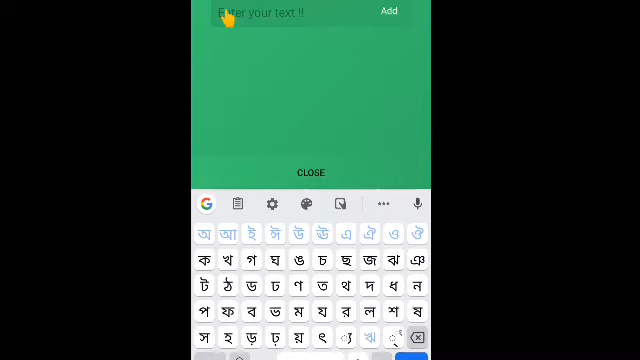 Enter your text !!
Add
CLOSE
অ আ ই ঈ উ ঊ এ ঐ ও ঔ
ক খ গ ঘ ঙ চ ছ জ ঝ ঞ
ট ঠ ড ঢ ণ ত থ দ ধ ন
প ফ ব ভ ম য র ল শ ষ
স হ ড় ঢ় য় ৎ ্য ঋ